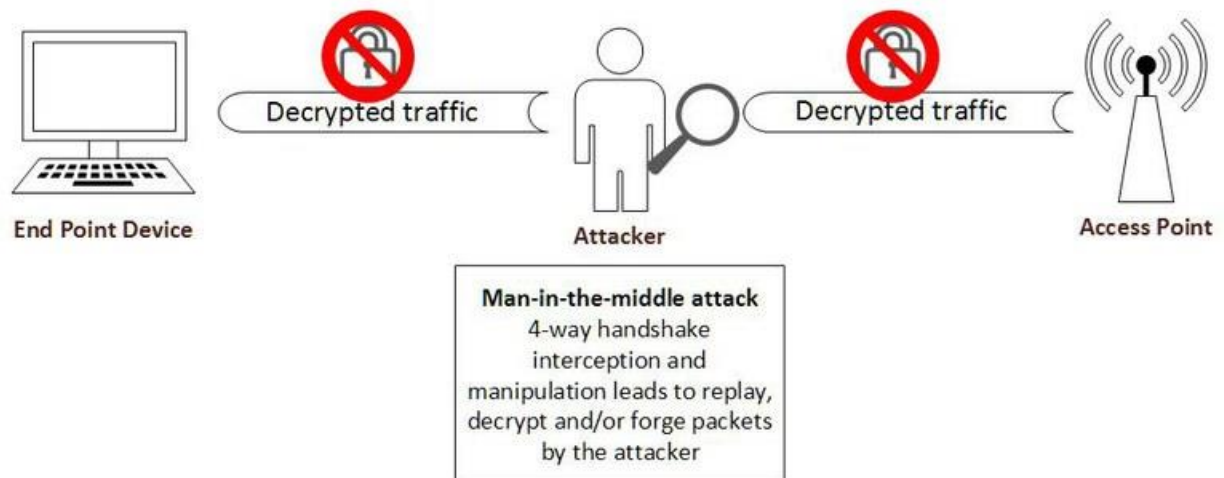 Decrypted traffic
Decrypted traffic
End Point Device
Attacker
Access Point
Man-in-the-middle attack
4-way handshake
interception and
manipulation leads to replay,
decrypt and/or forge packets
by the attacker